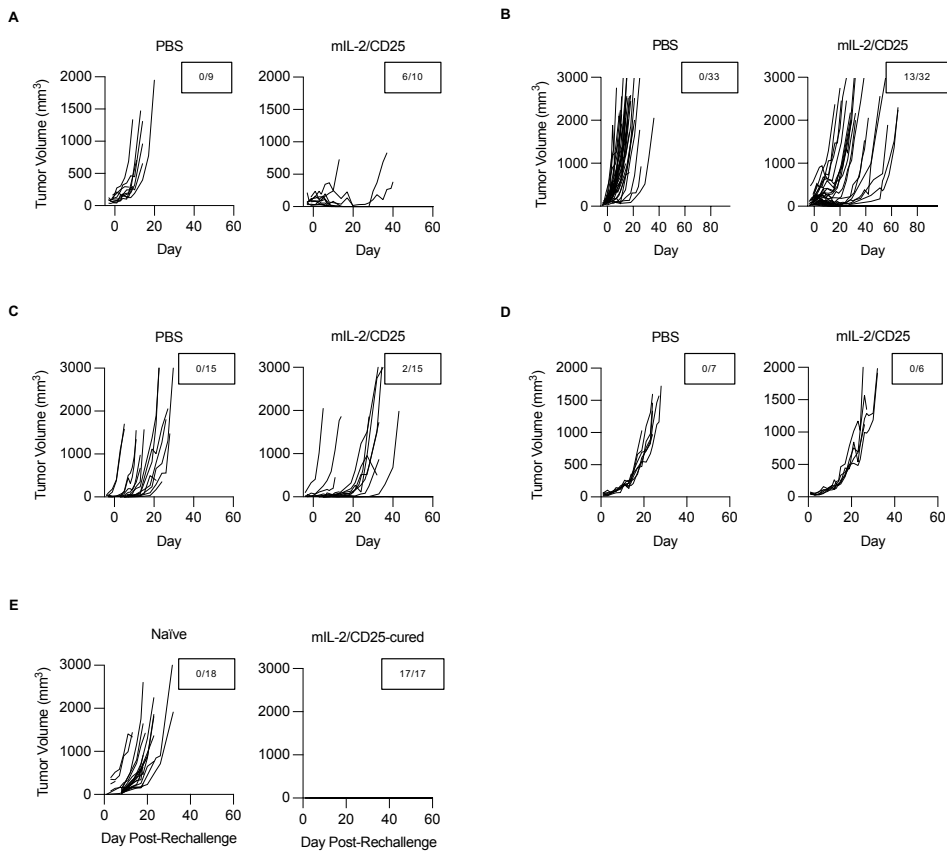 A
PBS
mIL-2/CD25
Tumor Volume (mm³)
2000
1500
1000
500
0
0/9
0 20 40 60
Day
6/10
2000
1500
1000
500
0
0 20 40 60
Day
B
PBS
mIL-2/CD25
Tumor Volume (mm³)
3000
2000
1000
0
0/33
0 20 40 60 80
Day
3000
2000
1000
0
13/32
0 20 40 60 80
Day
C
PBS
mIL-2/CD25
Tumor Volume (mm³)
3000
2000
1000
0
0/15
0 20 40 60
Day
3000
2000
1000
0
2/15
0 20 40 60
Day
D
PBS
mIL-2/CD25
Tumor Volume (mm³)
2000
1500
1000
500
0
0/7
0 20 40 60
Day
2000
1500
1000
500
0
0/6
0 20 40 60
Day
E
Naïve
mIL-2/CD25-cured
Tumor Volume (mm³)
3000
2000
1000
0
0/18
0 20 40 60
Day Post-Rechallenge
3000
2000
1000
0
17/17
0 20 40 60
Day Post-Rechallenge